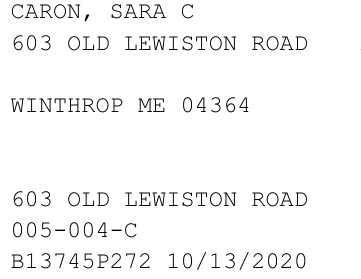 CARON, SARA C
603 OLD LEWISTON ROAD
WINTHROP ME 04364
603 OLD LEWISTON ROAD
005-004-C
B13745P272 10/13/2020